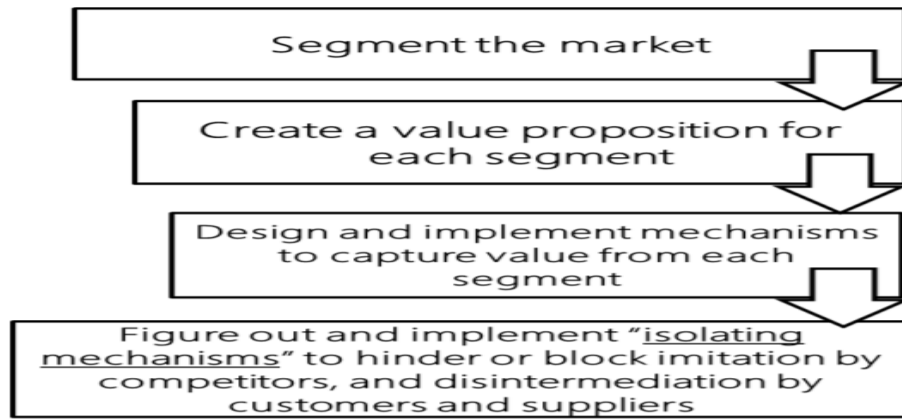 Segment the market
Create a value proposition for
each segment
Design and implement mechanisms
to capture value from each
segment
Figure out and implement “isolating
mechanisms” to hinder or block imitation by
competitors, and disintermediation by
customers and suppliers